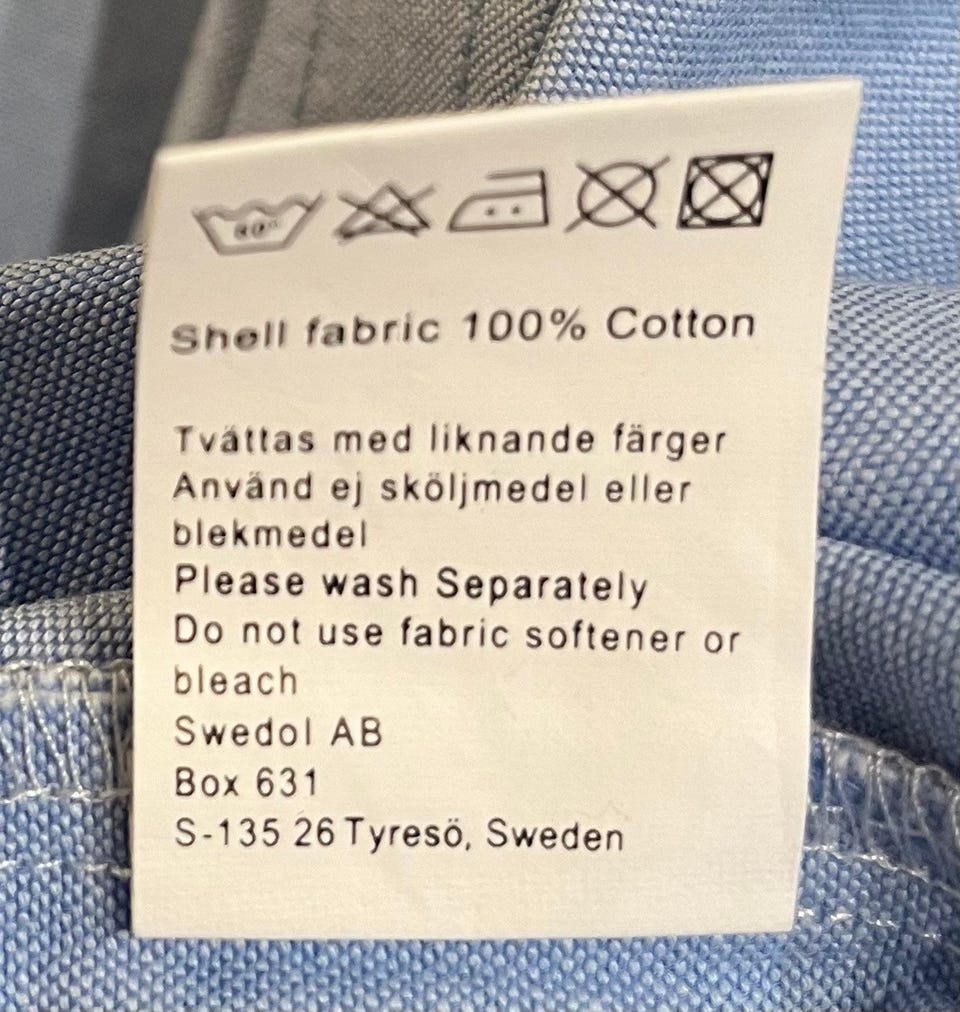 Shell fabric 100% Cotton
Tvättas med liknande färger
Använd ej sköljmedel eller
blekmedel
Please wash Separately
Do not use fabric softener or
bleach
Swedol AB
Box 631
S-135 26 Tyresö, Sweden